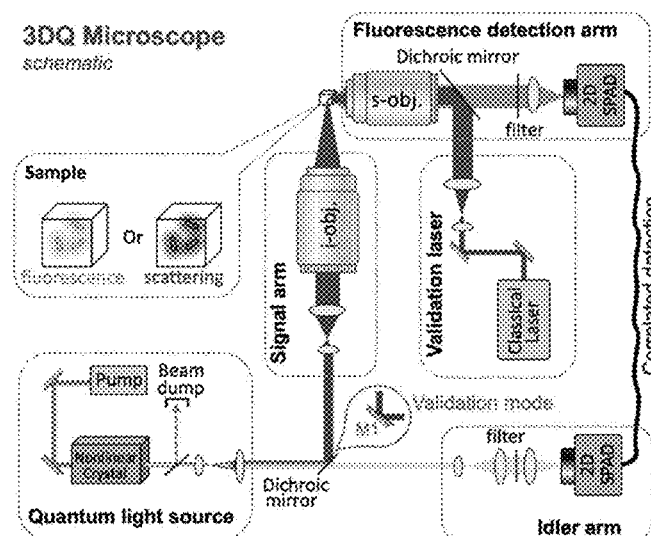 3DQ Microscope
schematic
Fluorescence detection arm
Dichroic mirror
s-obj.
filter
2D
SPAD
Sample
fluorescence
Or
scattering
i-obj.
Signal arm
Validation laser
Classical
Laser
Correlated detection
Pump
Beam
dump
Nonlinear
Crystal
Quantum light source
Dichroic
mirror
M1
Validation mode
filter
2D
SPAD
Idler arm